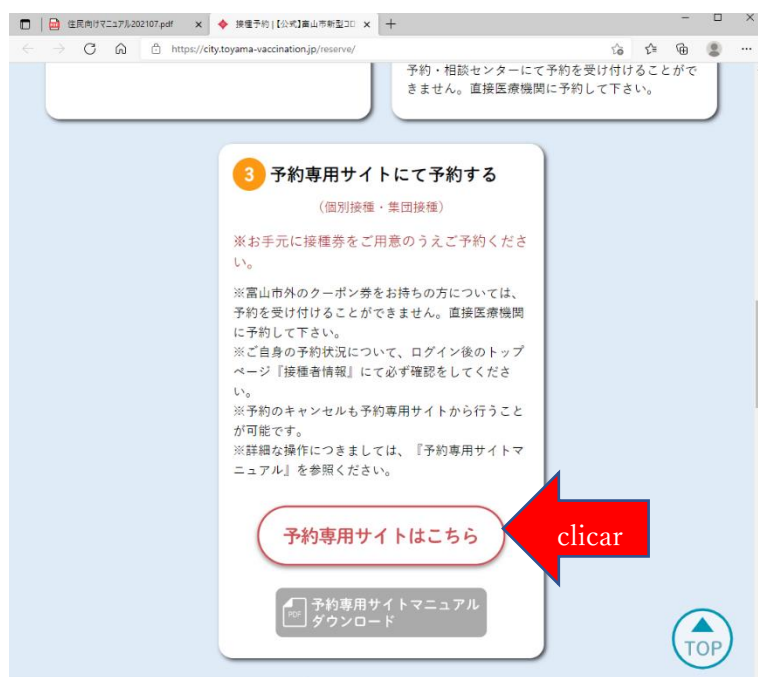 住民向けマニュアル202107.pdf
接種予約 | 【公式】富山市新型コロ
https://city.toyama-vaccination.jp/reserve/
予約・相談センターにて予約を受け付けることがで
きません。直接医療機関に予約して下さい。
3 予約専用サイトにて予約する
（個別接種・集団接種）
※お手元に接種券をご用意のうえご予約くださ
い。
※富山市外のクーポン券をお持ちの方については、
予約を受け付けることができません。直接医療機関
に予約して下さい。
※ご自身の予約状況について、ログイン後のトップ
ページ『接種者情報』にて必ず確認をしてくださ
い。
※予約のキャンセルも予約専用サイトから行うこと
が可能です。
※詳細な操作につきましては、『予約専用サイトマ
ニュアル』を参照ください。
予約専用サイトはこちら
clicar
PDF 予約専用サイトマニュアル
ダウンロード
TOP